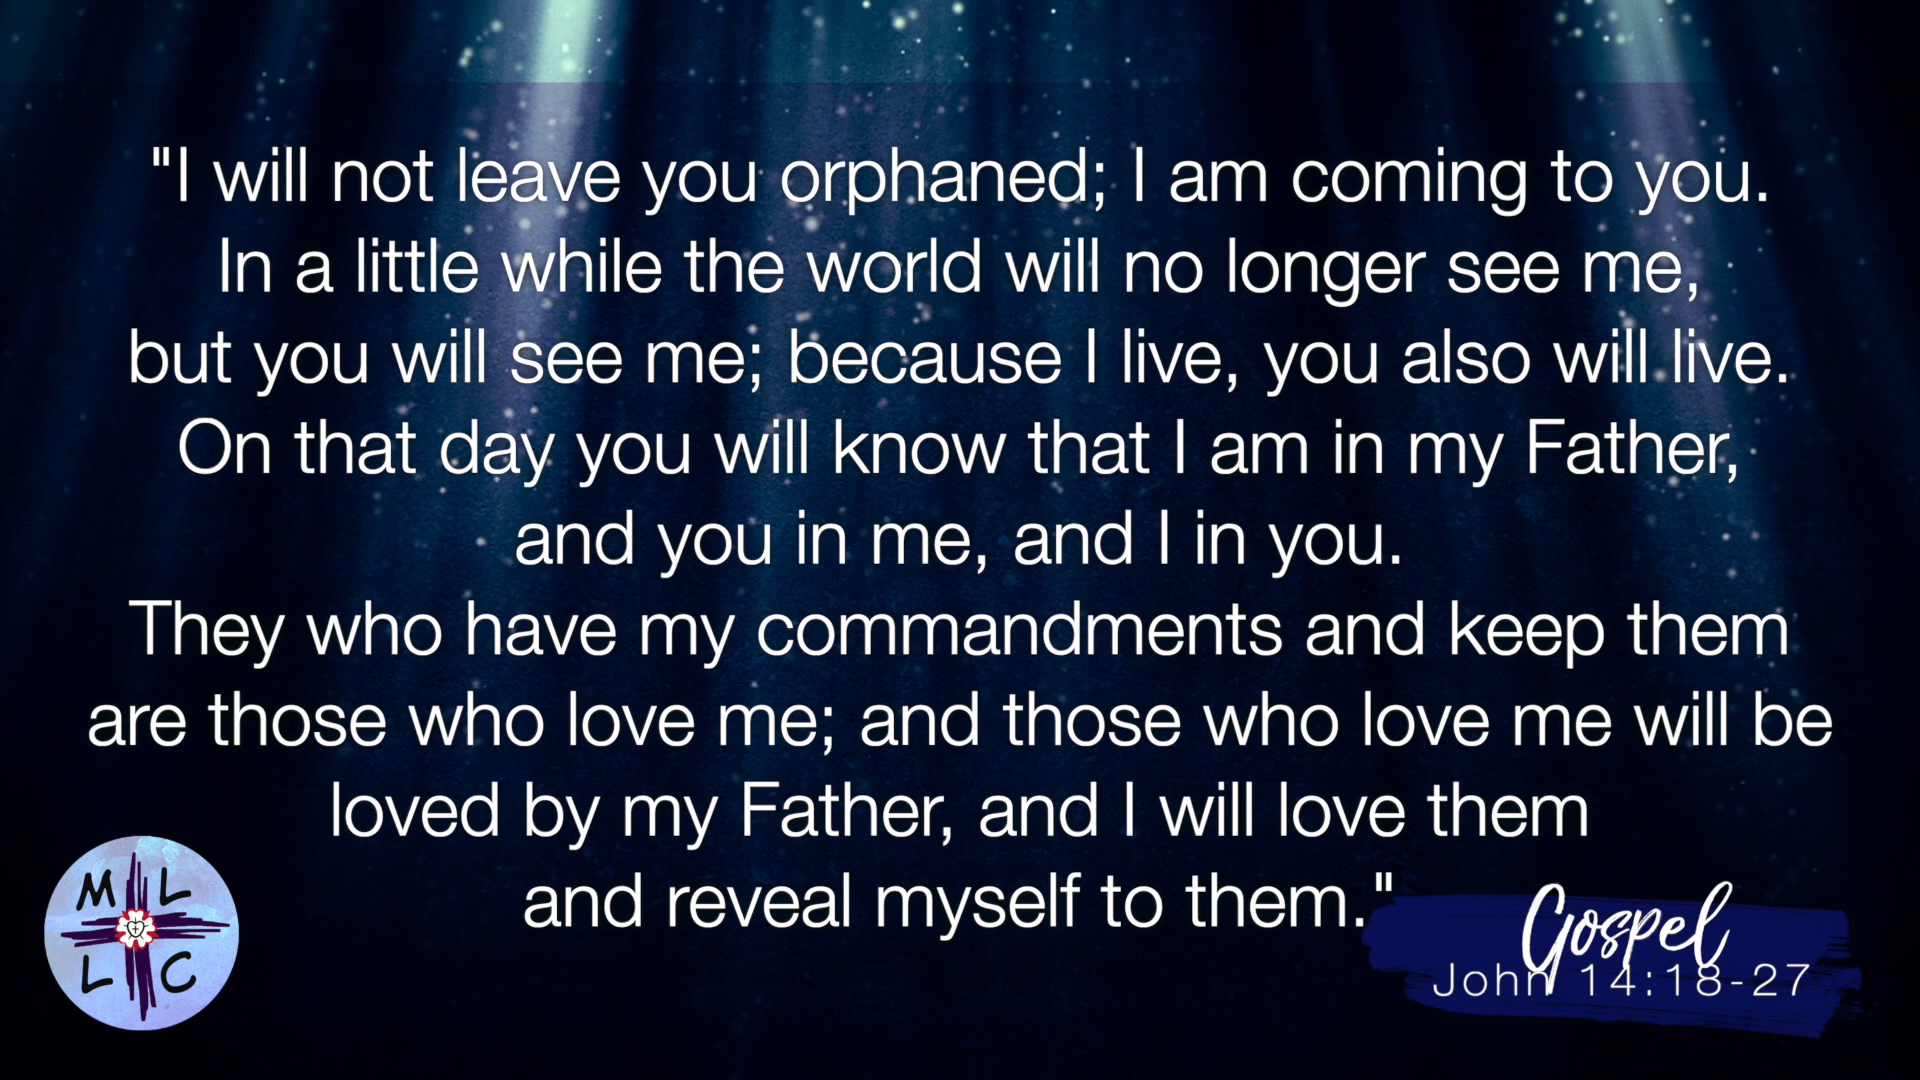 "I will not leave you orphaned; I am coming to you.
In a little while the world will no longer see me,
but you will see me; because I live, you also will live.
On that day you will know that I am in my Father,
and you in me, and I in you.
They who have my commandments and keep them
are those who love me; and those who love me will be
loved by my Father, and I will love them
and reveal myself to them."
M L
L C
Gospel
John 14:18-27